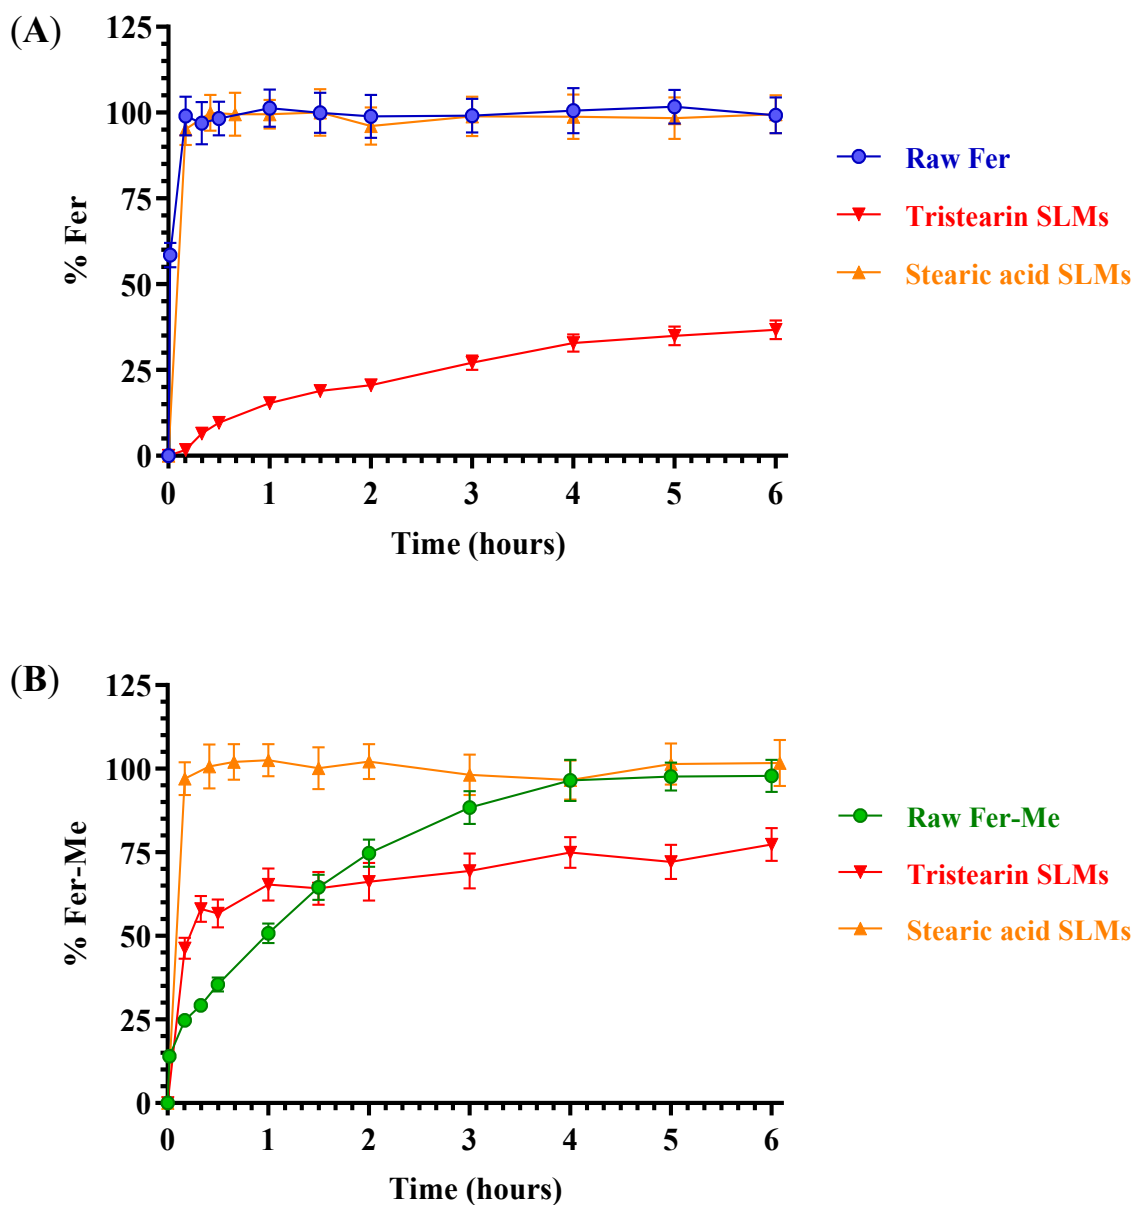 (A)
125
100
75
50
25
0
% Fer
0 1 2 3 4 5 6
Time (hours)
Raw Fer
Tristearin SLMs
Stearic acid SLMs
(B)
125
100
75
50
25
0
% Fer-Me
0 1 2 3 4 5 6
Time (hours)
Raw Fer-Me
Tristearin SLMs
Stearic acid SLMs